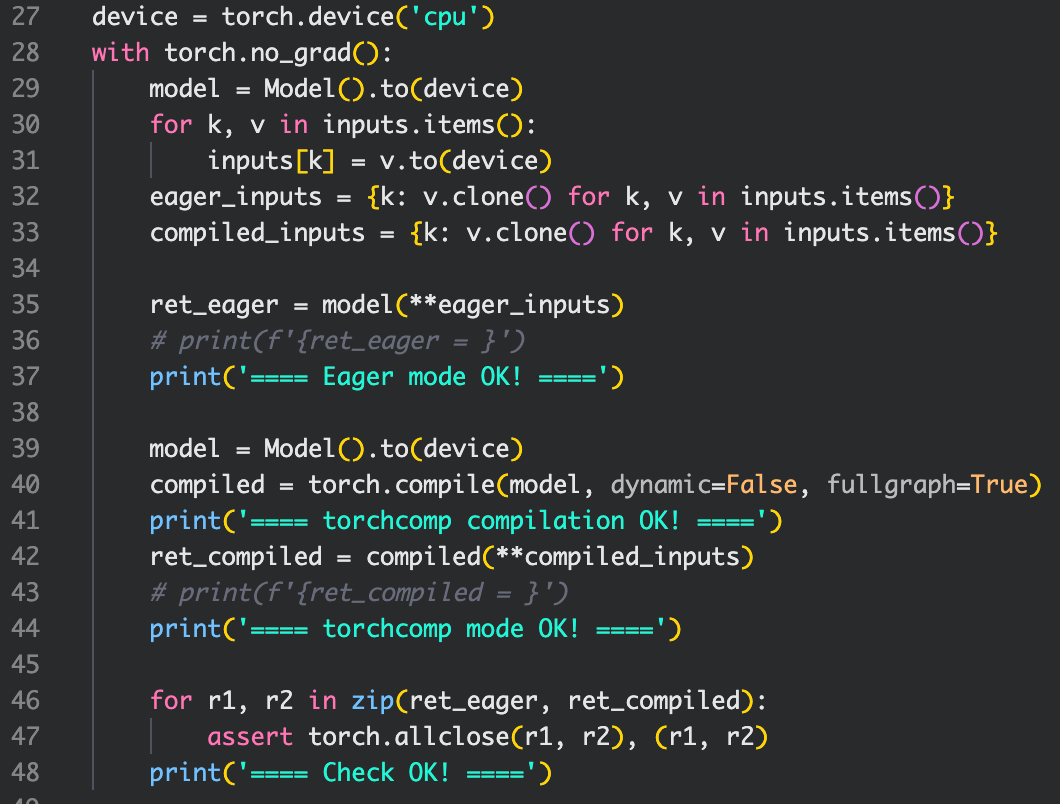 27 device = torch.device('cpu')
28 with torch.no_grad():
29     model = Model().to(device)
30     for k, v in inputs.items():
31         inputs[k] = v.to(device)
32     eager_inputs = {k: v.clone() for k, v in inputs.items()}
33     compiled_inputs = {k: v.clone() for k, v in inputs.items()}
34
35     ret_eager = model(**eager_inputs)
36     # print(f'{ret_eager = }')
37     print('==== Eager mode OK! ====')
38
39     model = Model().to(device)
40     compiled = torch.compile(model, dynamic=False, fullgraph=True)
41     print('==== torchcomp compilation OK! ====')
42     ret_compiled = compiled(**compiled_inputs)
43     # print(f'{ret_compiled = }')
44     print('==== torchcomp mode OK! ====')
45
46     for r1, r2 in zip(ret_eager, ret_compiled):
47         assert torch.allclose(r1, r2), (r1, r2)
48     print('==== Check OK! ====')